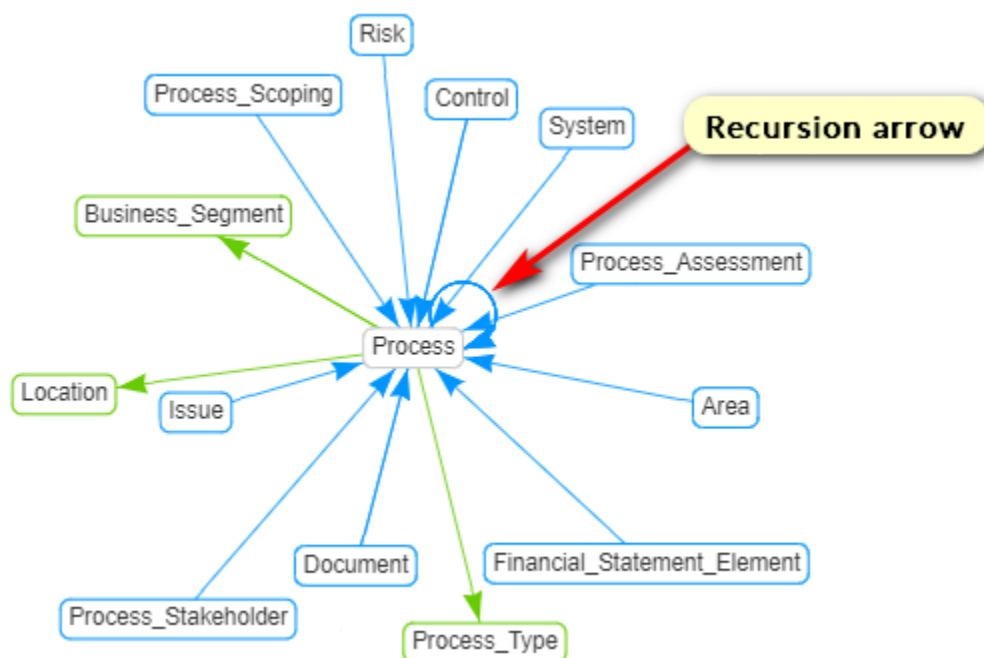 Risk
Process_Scoping
Control
System
Recursion arrow
Business_Segment
Process_Assessment
Process
Location
Issue
Area
Document
Financial_Statement_Element
Process_Stakeholder
Process_Type